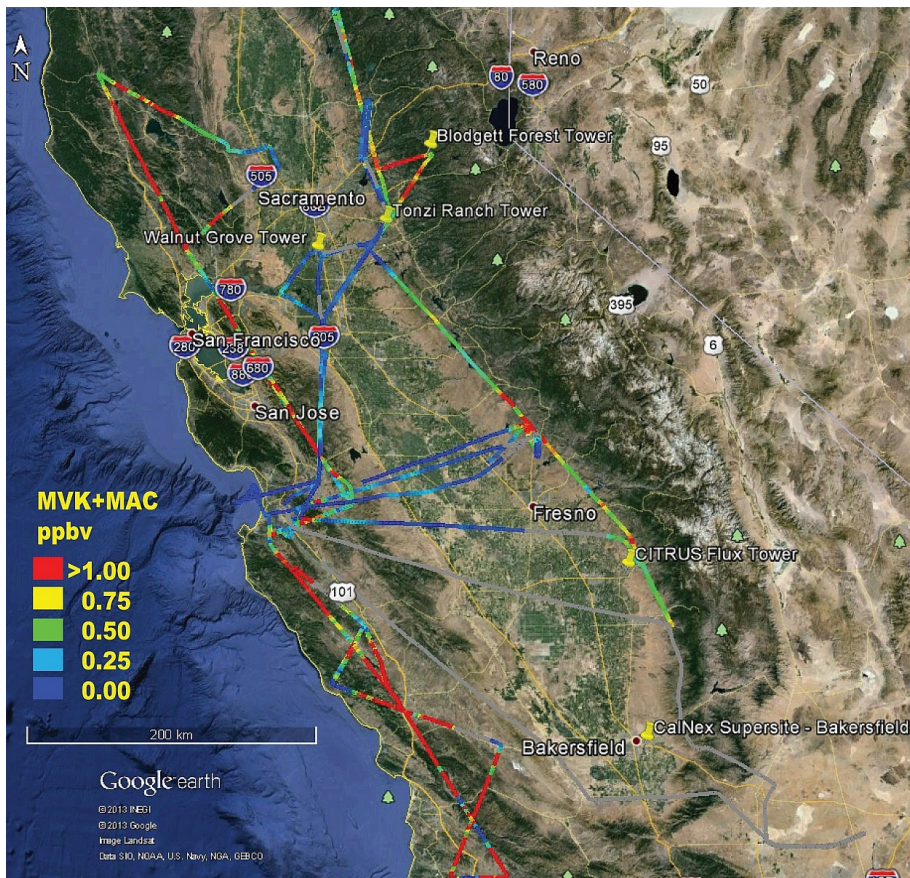 N
Reno
80
580
50
95
Blodgett Forest Tower
505
Sacramento
Tonzi Ranch Tower
Walnut Grove Tower
780
395
6
San Francisco
280
238
205
680
San Jose
MVK+MAC
ppbv
>1.00
0.75
0.50
0.25
0.00
Fresno
CITRUS Flux Tower
101
200 km
CalNex Supersite - Bakersfield
Bakersfield
Google earth
© 2013 INEGI
© 2013 Google
Image Landsat
Data SIO, NOAA, U.S. Navy, NGA, GEBCO